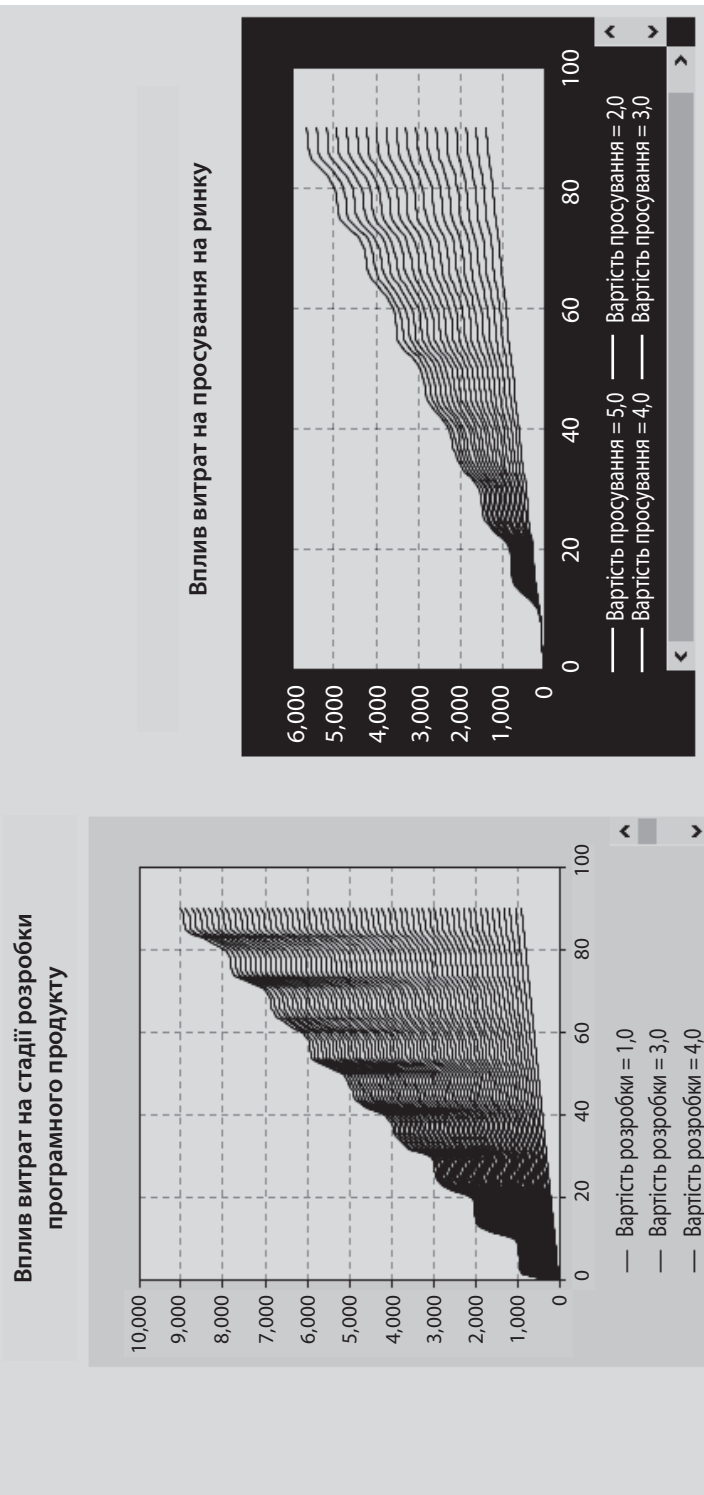 Вплив витрат на стадії розробки
програмного продукту
10,000
9,000
8,000
7,000
6,000
5,000
4,000
3,000
2,000
1,000
0
0 20 40 60 80 100
Вартість розробки = 1,0
Вартість розробки = 3,0
Вартість розробки = 4,0
Вплив витрат на просування на ринку
6,000
5,000
4,000
3,000
2,000
1,000
0
0 20 40 60 80 100
Вартість просування = 5,0 Вартість просування = 2,0
Вартість просування = 4,0 Вартість просування = 3,0